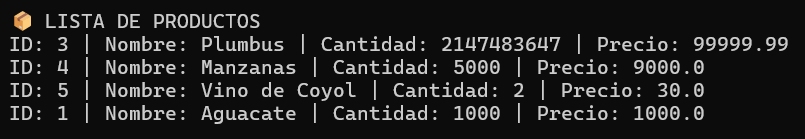 📦 LISTA DE PRODUCTOS
ID: 3 | Nombre: Plumbus | Cantidad: 2147483647 | Precio: 99999.99
ID: 4 | Nombre: Manzanas | Cantidad: 5000 | Precio: 9000.0
ID: 5 | Nombre: Vino de Coyol | Cantidad: 2 | Precio: 30.0
ID: 1 | Nombre: Aguacate | Cantidad: 1000 | Precio: 1000.0